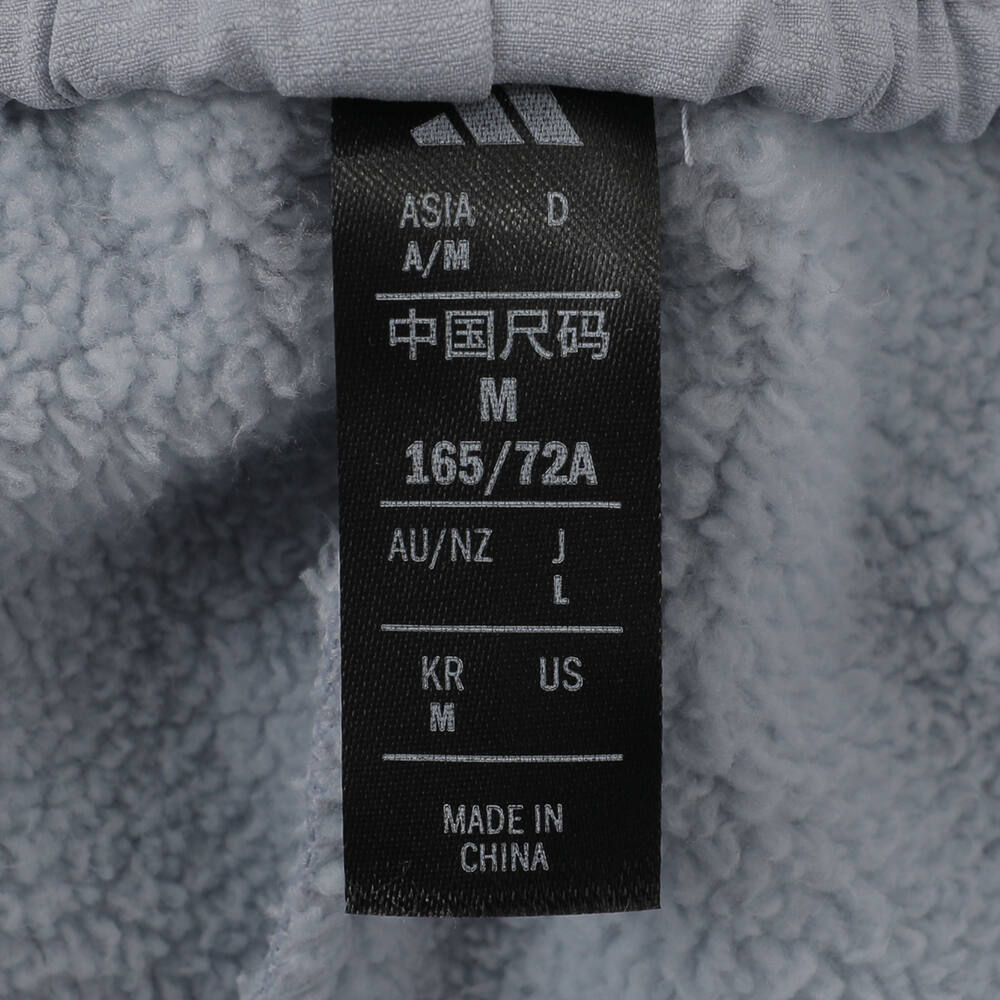 ASIA D
A/M
中国尺码
M
165/72A
AU/NZ J
L
KR US
M
MADE IN
CHINA